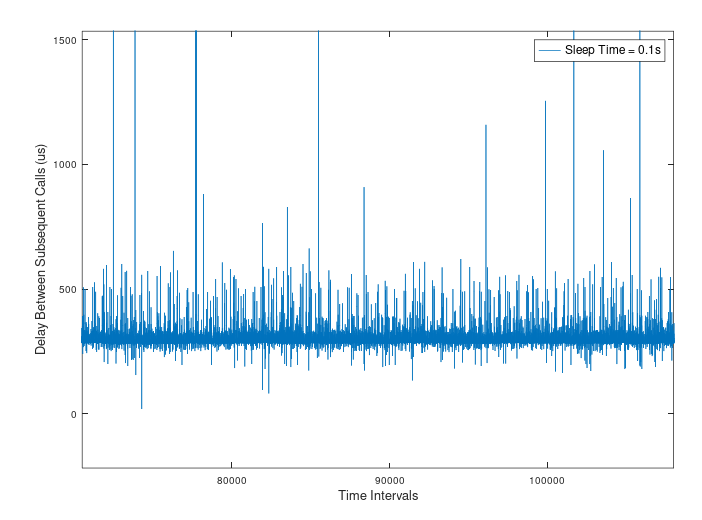 Sleep Time = 0.1s
1500
1000
500
0
Delay Between Subsequent Calls (us)
80000
90000
100000
Time Intervals